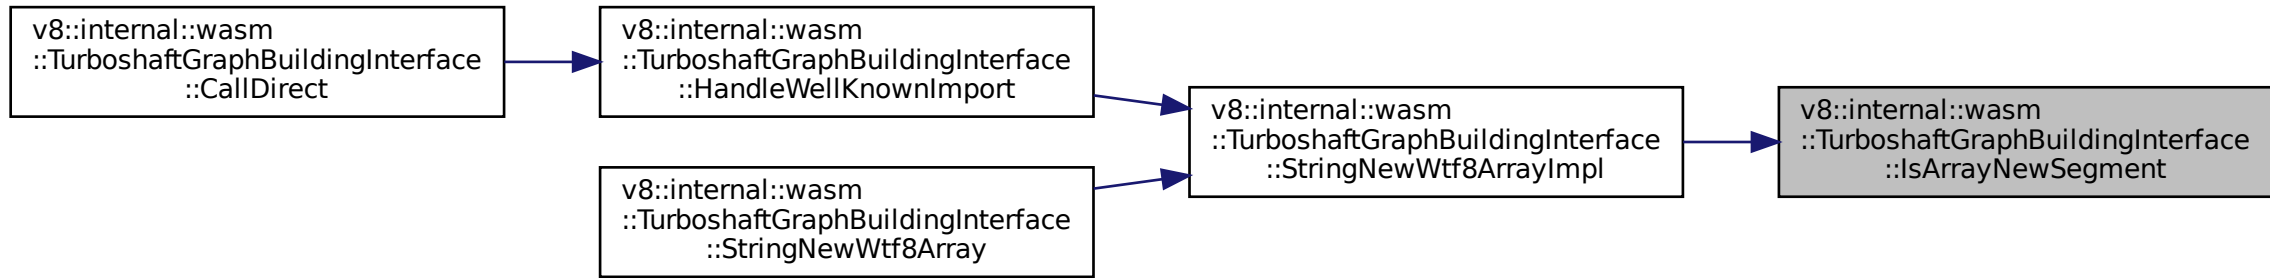 v8::internal::wasm
::TurboshaftGraphBuildingInterface
::CallDirect
v8::internal::wasm
::TurboshaftGraphBuildingInterface
::HandleWellKnownImport
v8::internal::wasm
::TurboshaftGraphBuildingInterface
::StringNewWtf8Array
v8::internal::wasm
::TurboshaftGraphBuildingInterface
::StringNewWtf8ArrayImpl
v8::internal::wasm
::TurboshaftGraphBuildingInterface
::IsArrayNewSegment